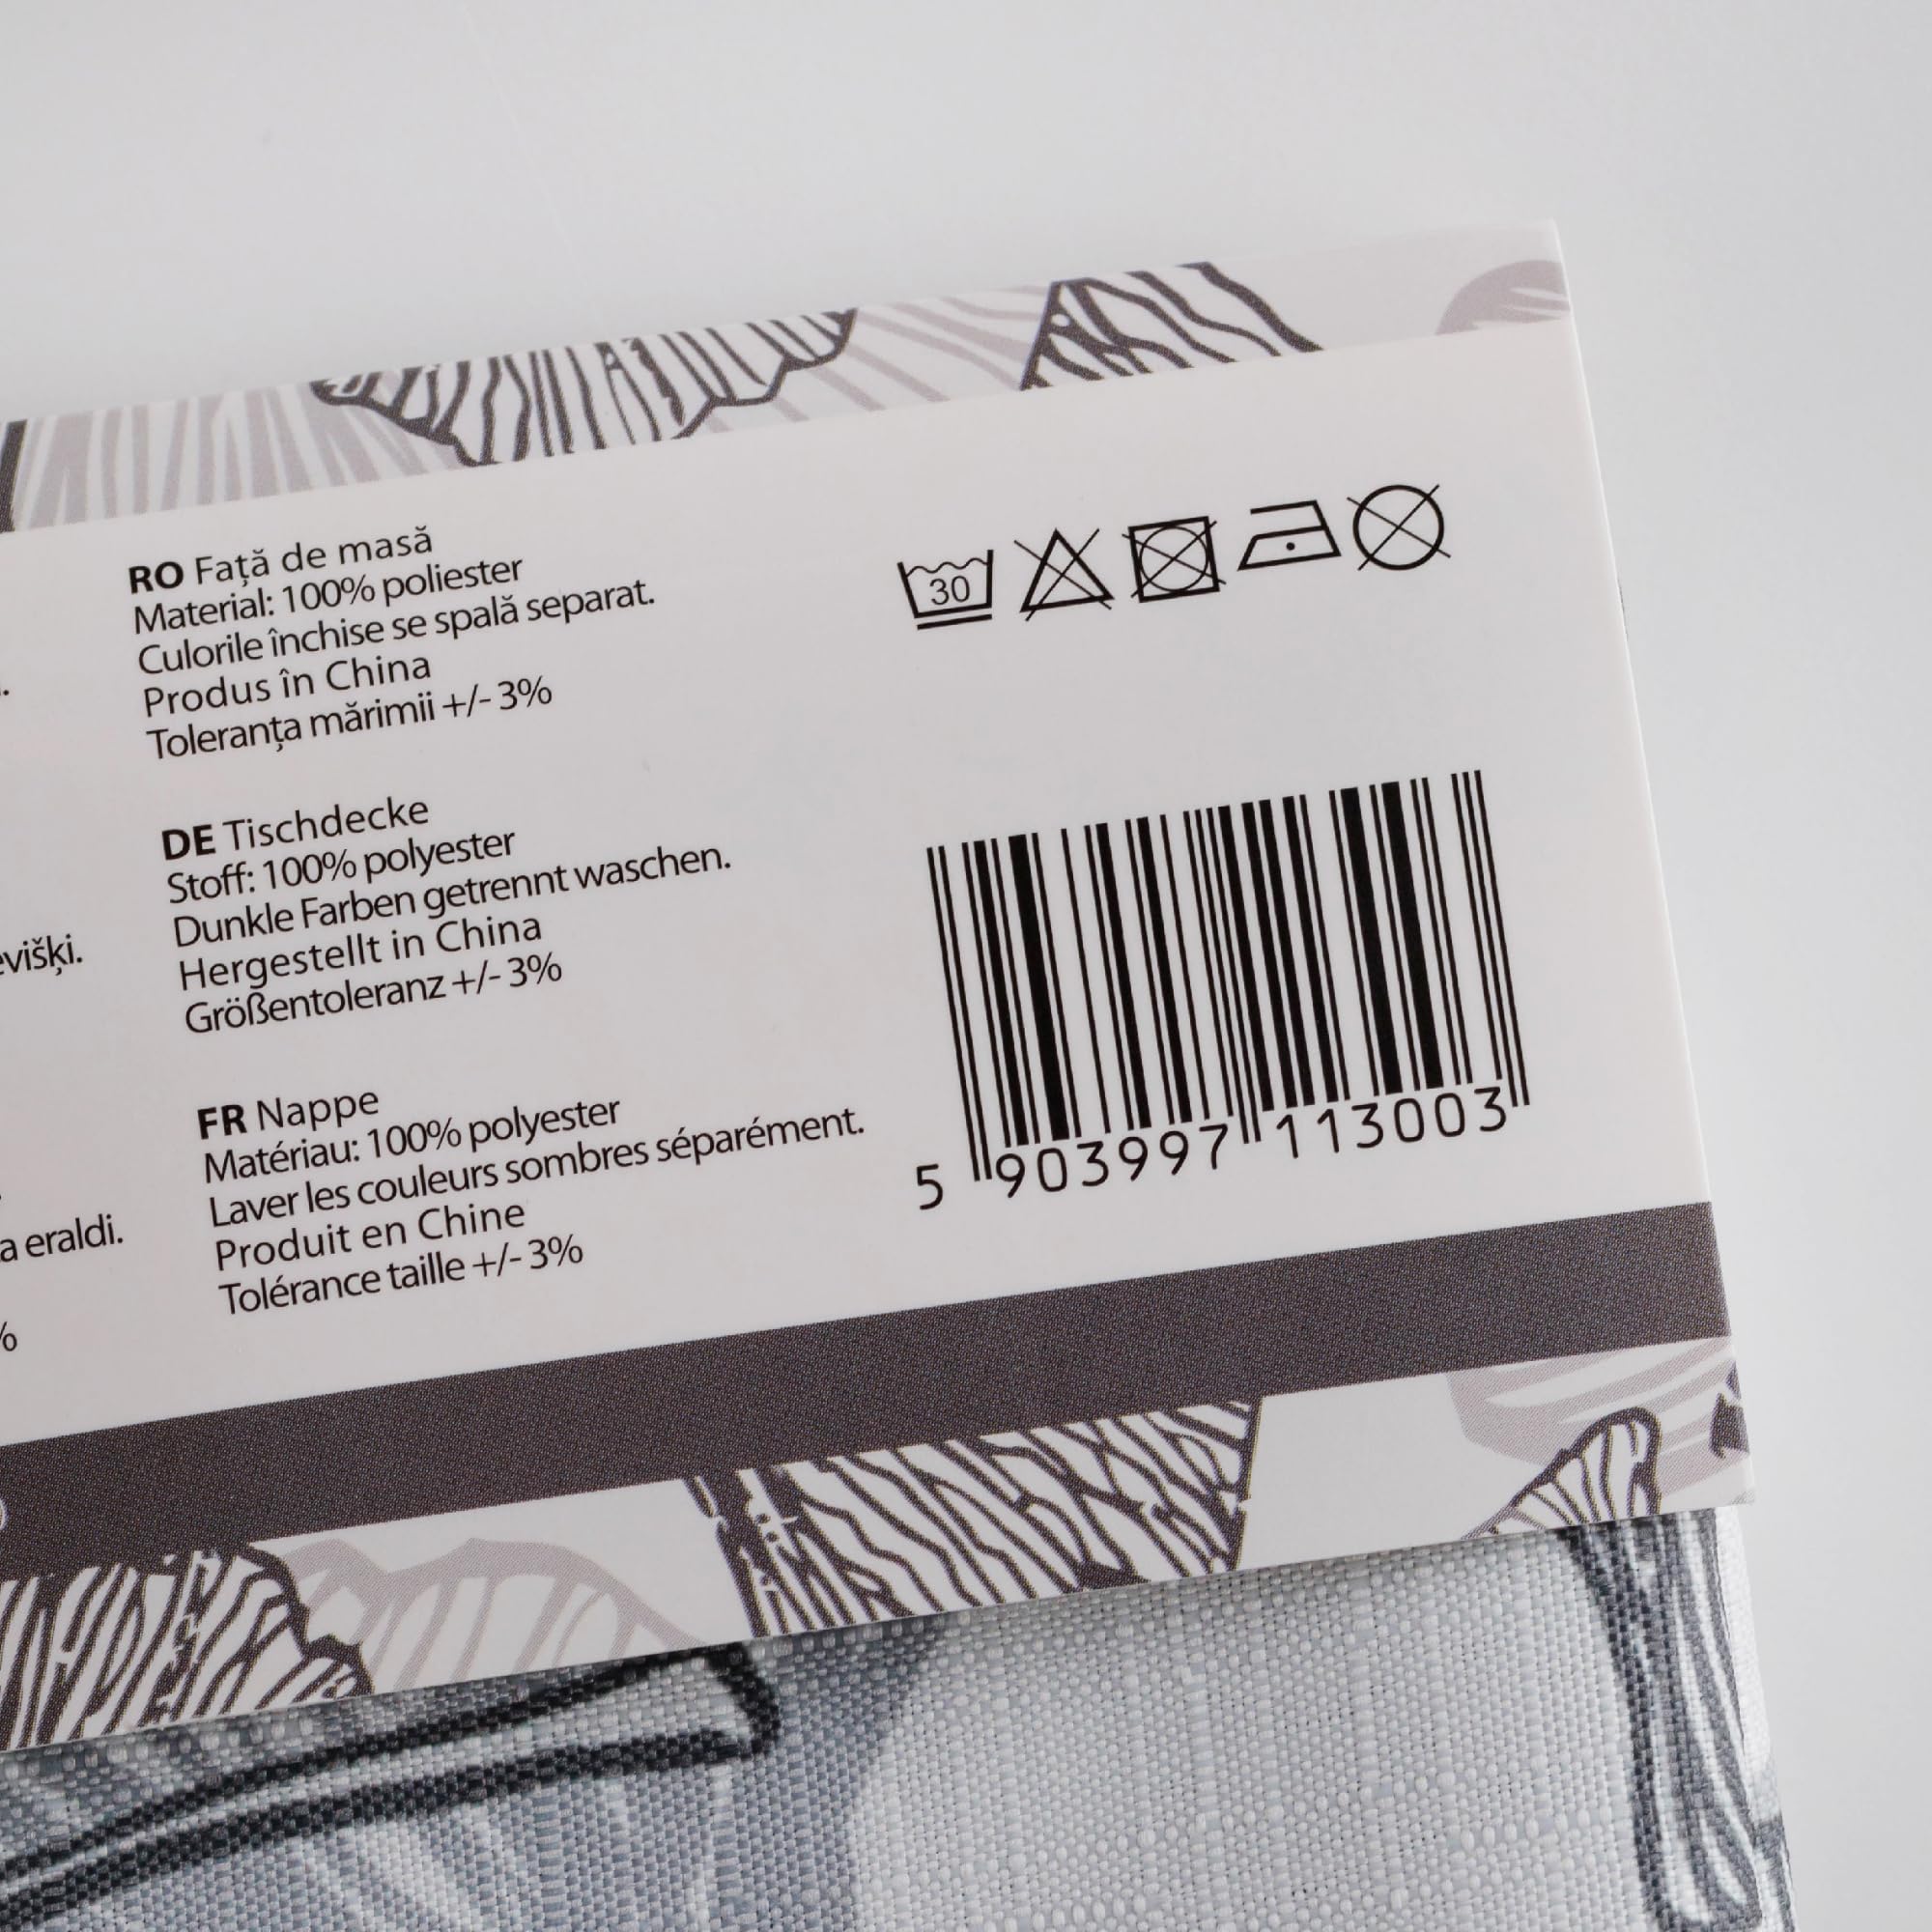 RO Față de masă
Material: 100% poliester
Culorile închise se spală separat.
Produs în China
Toleranța mărimii +/- 3%
DE Tischdecke
Stoff: 100% polyester
Dunkle Farben getrennt waschen.
Hergestellt in China
Größentoleranz +/- 3%
FR Nappe
Matériau: 100% polyester
Laver les couleurs sombres séparément.
Produit en Chine
Tolérance taille +/- 3%
eraldi.
%
30
5 903997 113003